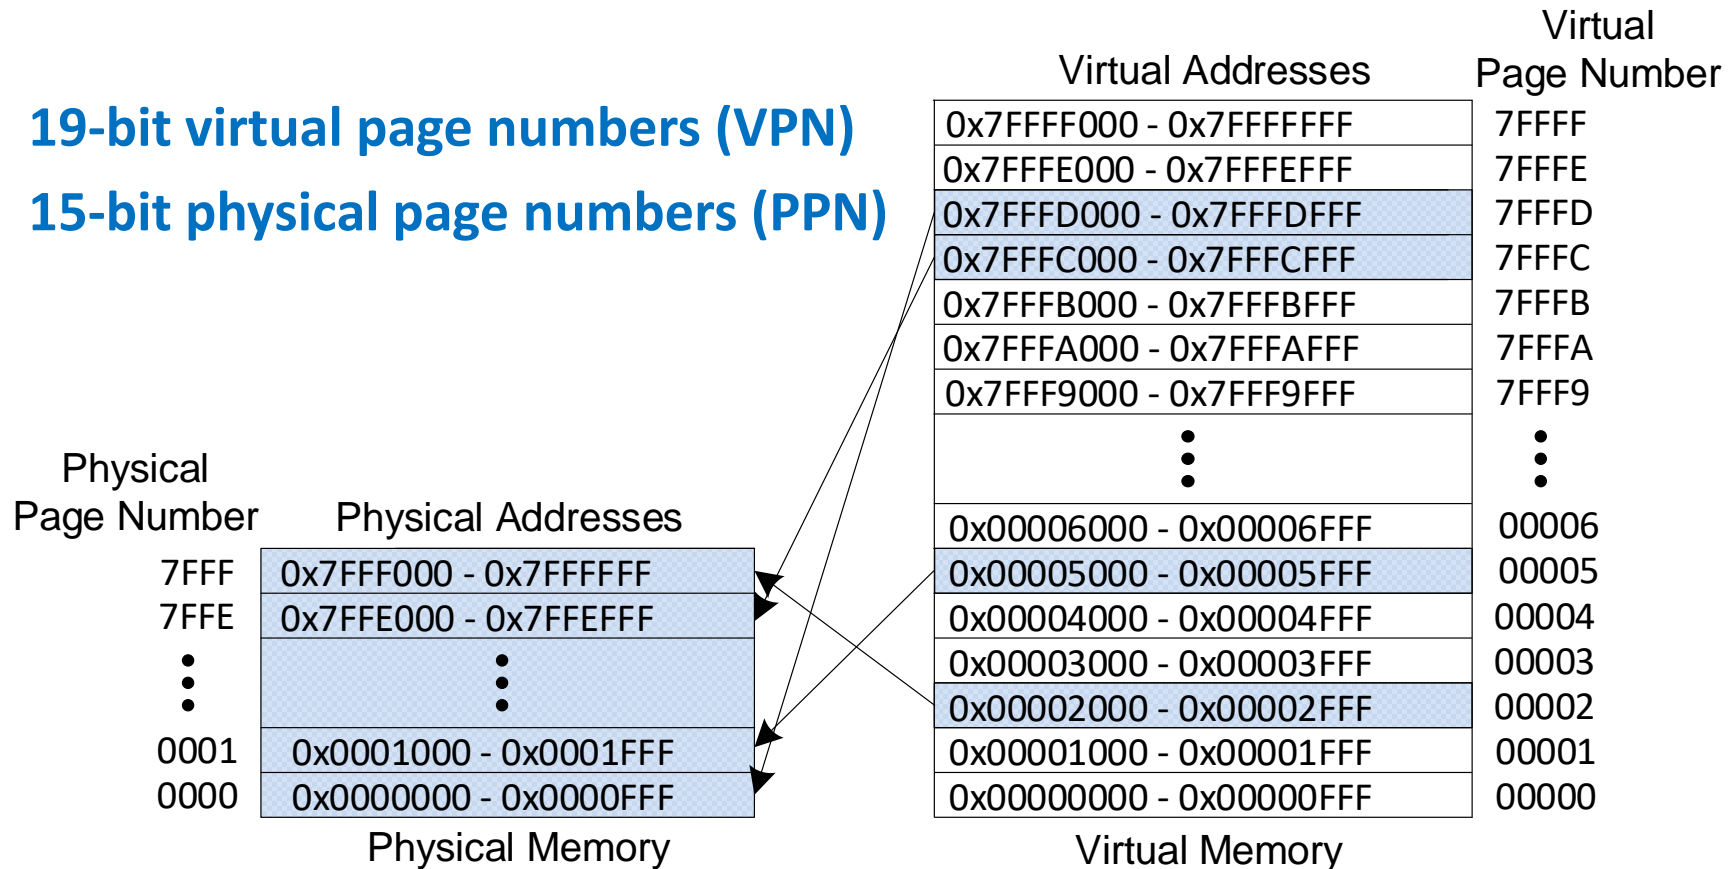 19-bit virtual page numbers (VPN)
15-bit physical page numbers (PPN)
Physical
Page Number
Physical Addresses
7FFF 0x7FFF000 - 0x7FFFFFF
7FFE 0x7FFE000 - 0x7FFEFFF
0001 0x0001000 - 0x0001FFF
0000 0x0000000 - 0x0000FFF
Physical Memory
Virtual Addresses
Virtual
Page Number
0x7FFFF000 - 0x7FFFFFFF 7FFFF
0x7FFFE000 - 0x7FFFEFFF 7FFFE
0x7FFFD000 - 0x7FFFDFFF 7FFFD
0x7FFFC000 - 0x7FFFCFFF 7FFFC
0x7FFFB000 - 0x7FFFBFFF 7FFFB
0x7FFFA000 - 0x7FFFAFFF 7FFFA
0x7FFF9000 - 0x7FFF9FFF 7FFF9
0x00006000 - 0x00006FFF 00006
0x00005000 - 0x00005FFF 00005
0x00004000 - 0x00004FFF 00004
0x00003000 - 0x00003FFF 00003
0x00002000 - 0x00002FFF 00002
0x00001000 - 0x00001FFF 00001
0x00000000 - 0x00000FFF 00000
Virtual Memory